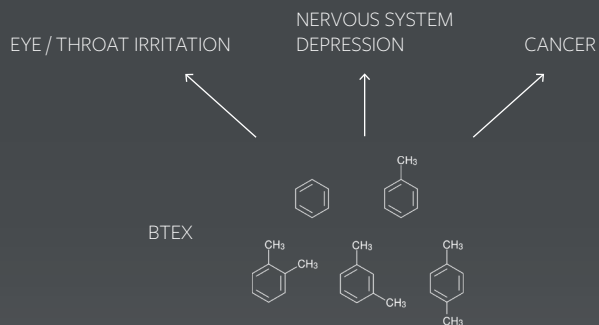 NERVOUS SYSTEM
EYE / THROAT IRRITATION
DEPRESSION
CANCER
CH3
BTEX
CH3
CH3
CH3
CH3
CH3
CH3